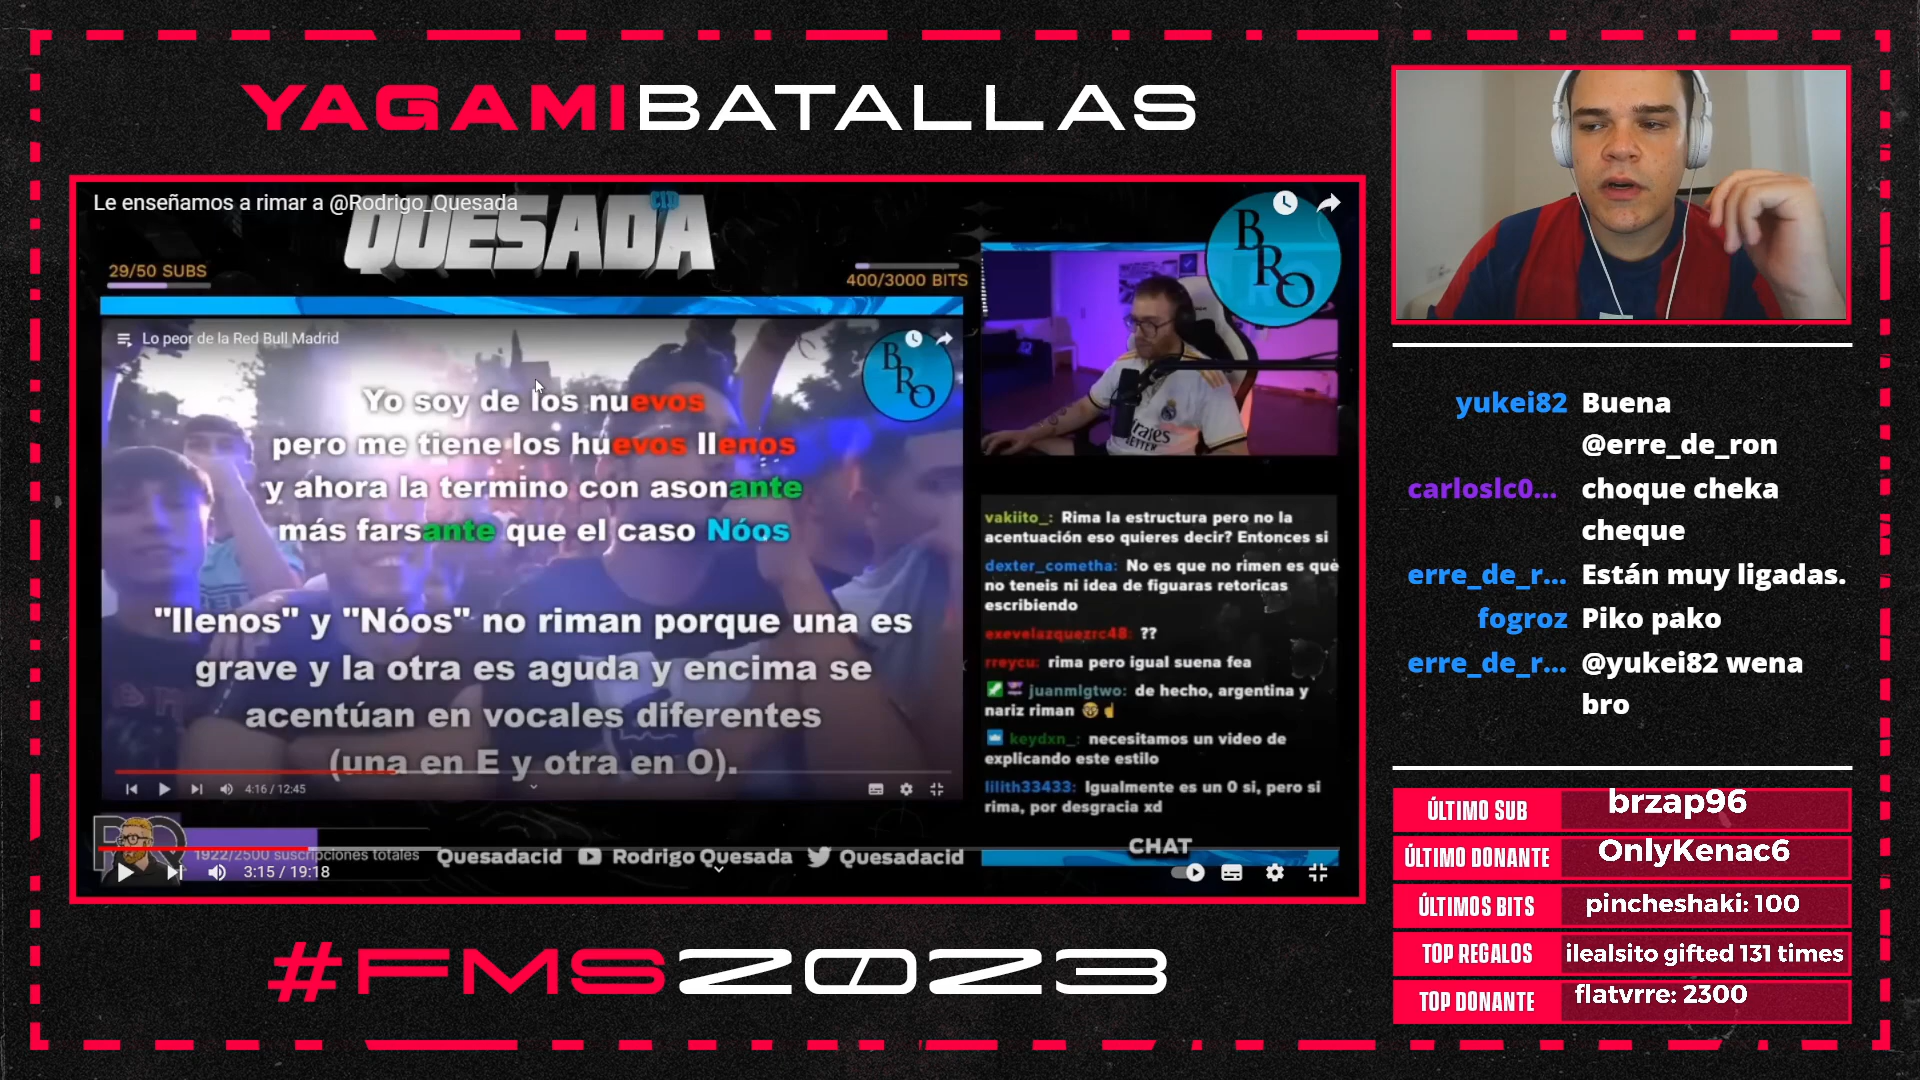 YAGAMIBATALLAS
Le enseñamos a rimar a @Rodrigo_Quesada
QUESADA
CID
29/50 SUBS
400/3000 BITS
BRO
Lo peor de la Red Bull Madrid
BRO
Yo soy de los nuevos
pero me tiene los huevos llenos
y ahora la termino con asonante
más farsante que el caso Nóos
"llenos" y "Nóos" no riman porque una es
grave y la otra es aguda y encima se
acentúan en vocales diferentes
(una en E y otra en O).
4:16 / 12:45
Emirates
vakiito_: Rima la estructura pero no la
acentuación eso quieres decir? Entonces si
dexter_cometha: No es que no rimen es que
no teneis ni idea de figuaras retoricas
escribiendo
exevelazquezrc48: ??
rreycu: rima pero igual suena fea
juanmlgtwo: de hecho, argentina y
nariz riman
keydxn_: necesitamos un video de
explicando este estilo
lilith33433: Igualmente es un 0 si, pero si
rima, por desgracia xd
CHAT
RQ
1922/2500 suscripciones totales
Quesadacid
Rodrigo Quesada
Quesadacid
3:15 / 19:18
#FMS2023
yukei82 Buena
@erre_de_ron
carloslc0... choque cheka
cheque
erre_de_r... Están muy ligadas.
fogroz Piko pako
erre_de_r... @yukei82 wena
bro
ÚLTIMO SUB brzap96
ÚLTIMO DONANTE OnlyKenac6
ÚLTIMOS BITS pincheshaki: 100
TOP REGALOS ilealsito gifted 131 times
TOP DONANTE flatvrre: 2300